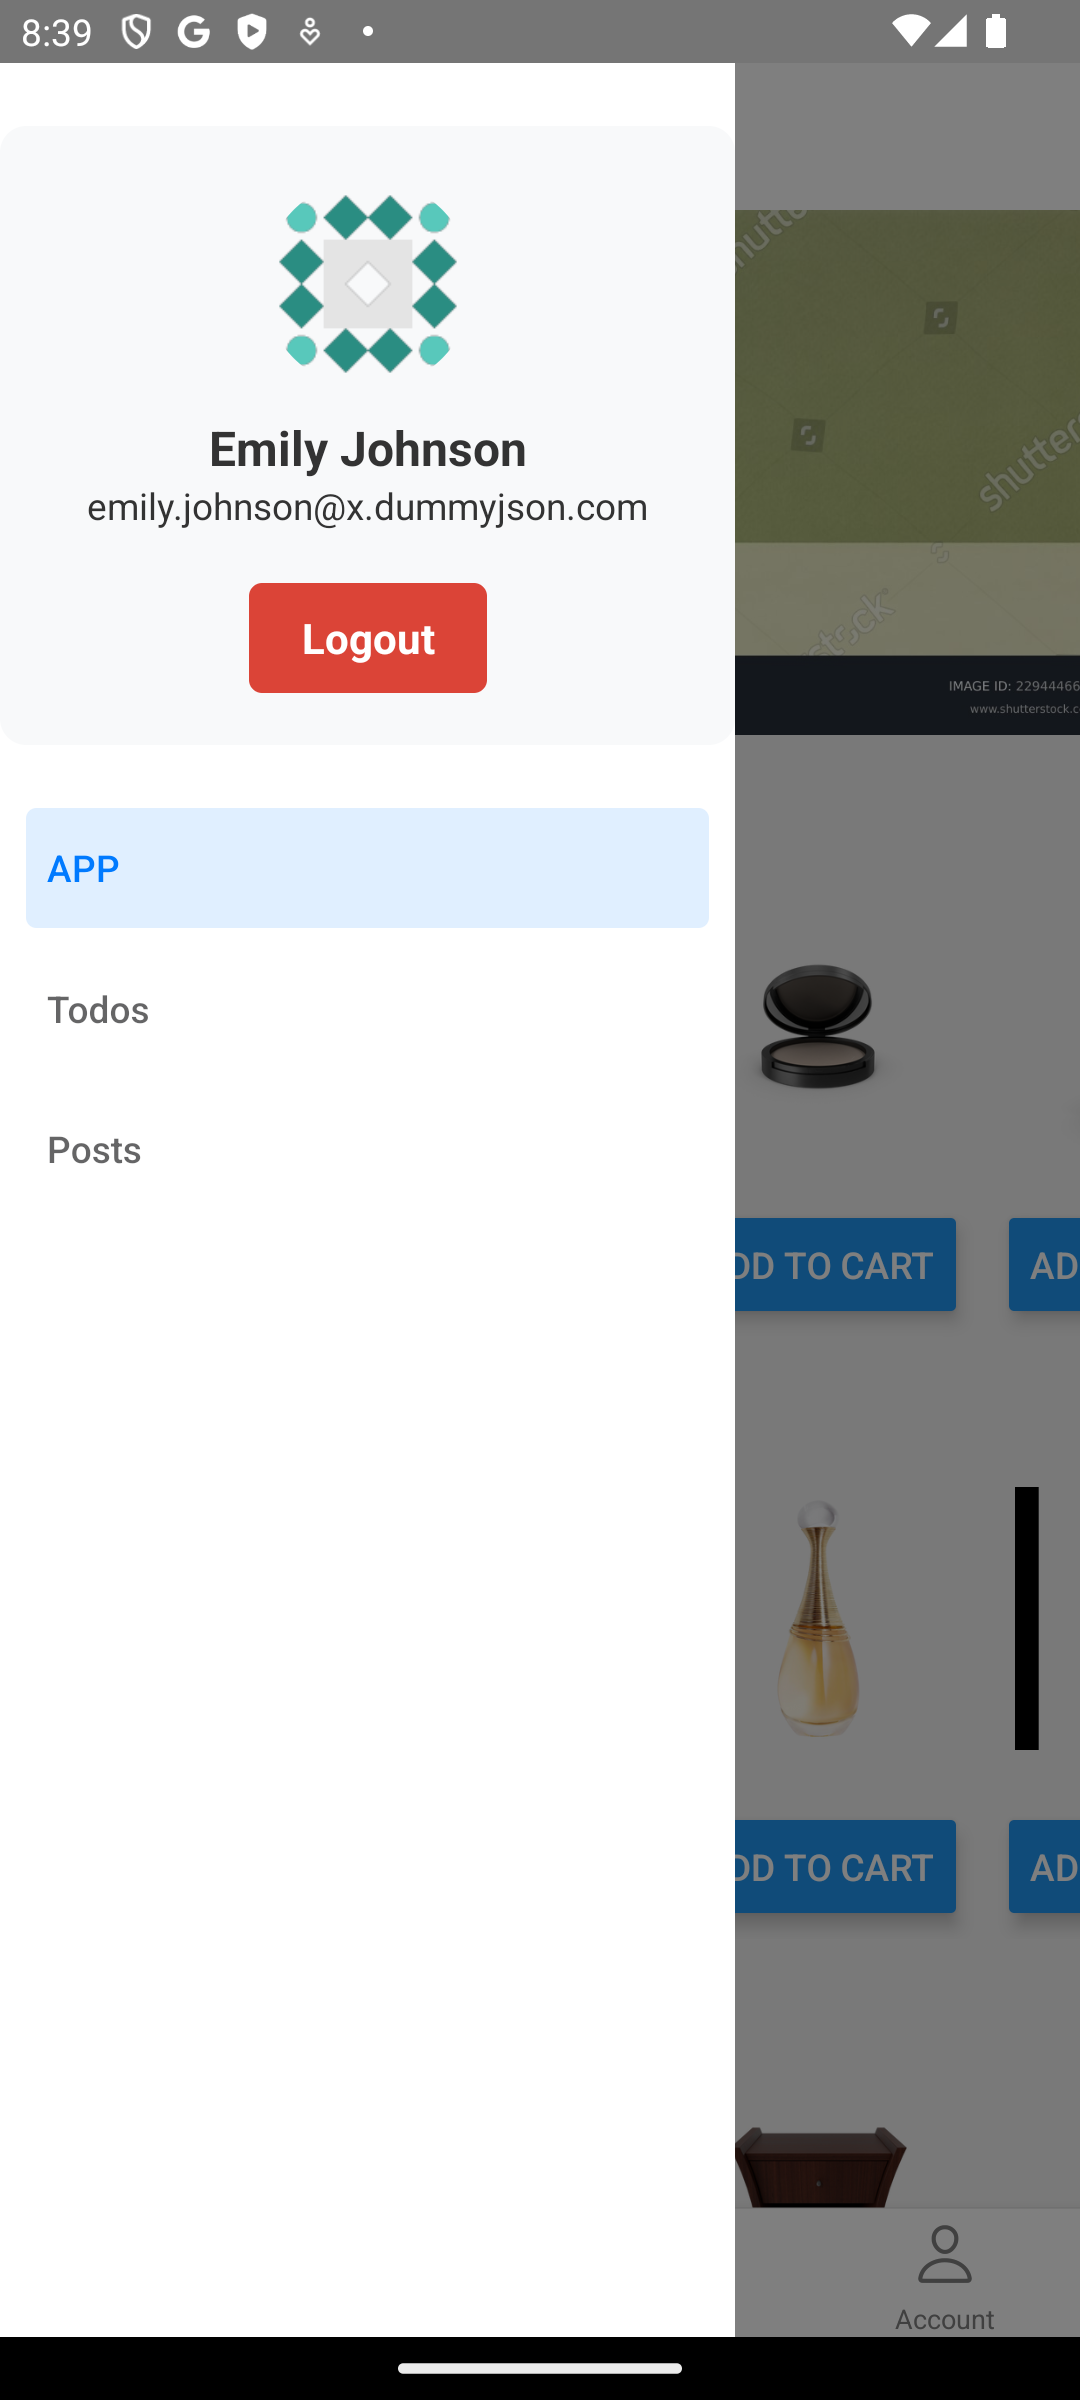 8:39
Emily Johnson
emily.johnson@x.dummyjson.com
Logout
APP
Todos
Posts
shutter
IMAGE ID: 22944466
www.shutterstock.c
DD TO CART
AD
DD TO CART
AD
Account